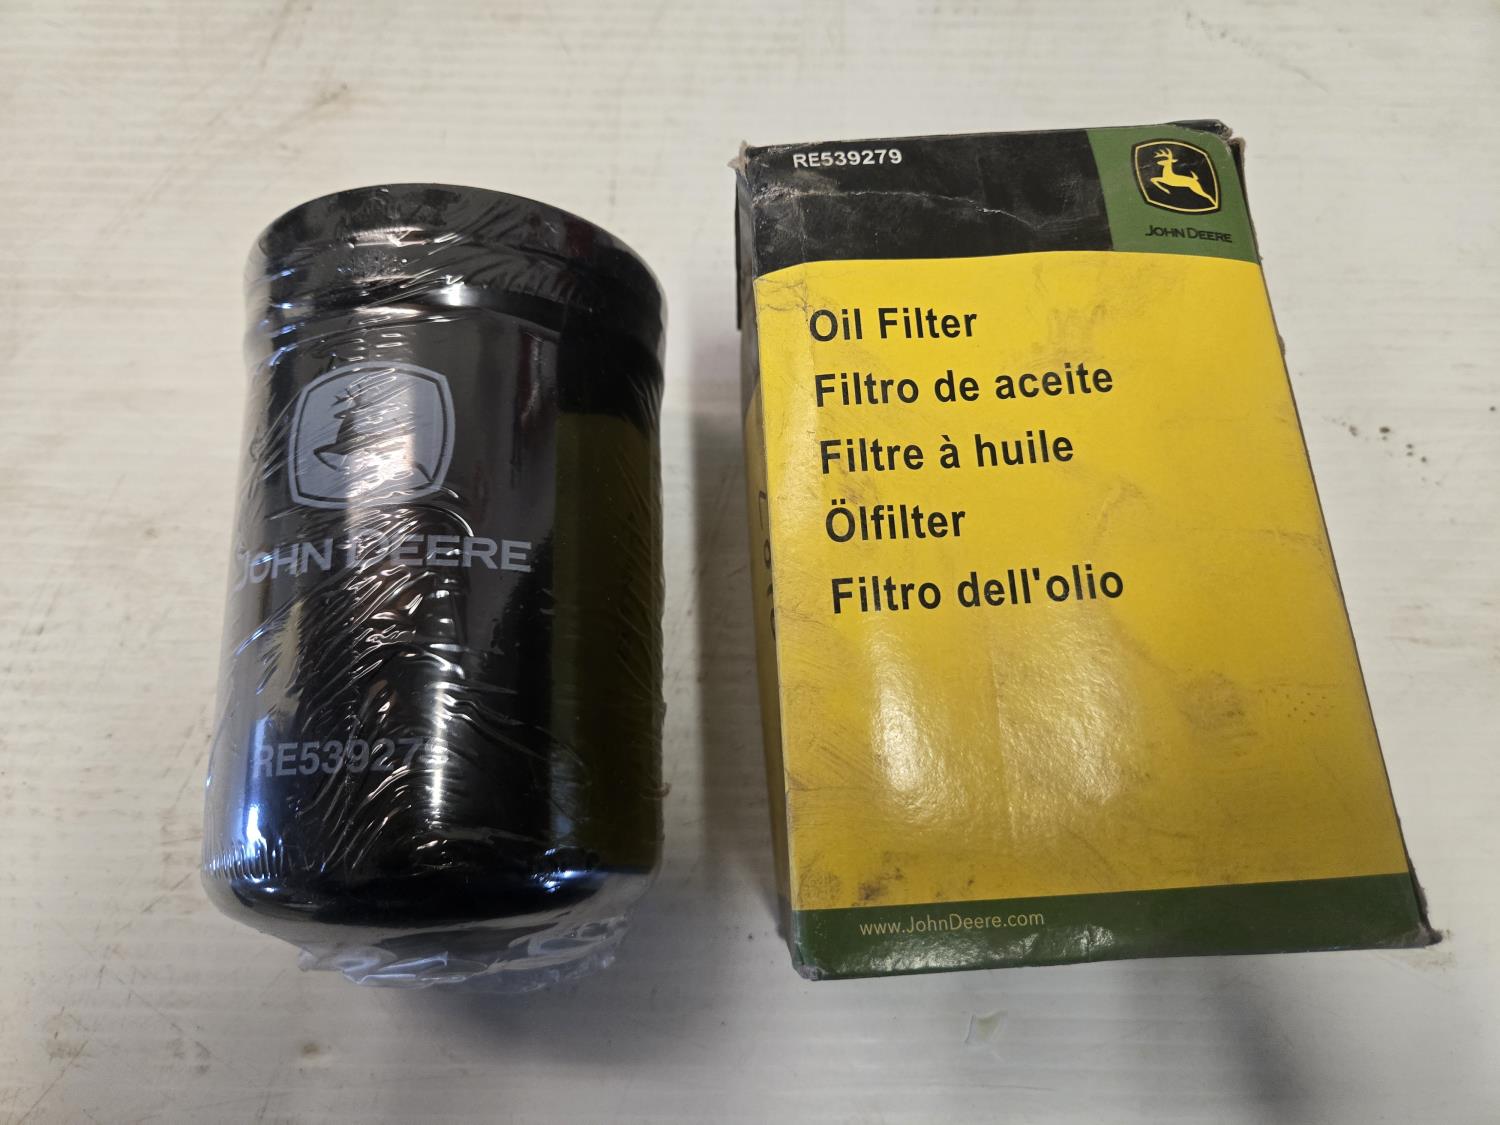 JOHN DEERE
RE539279
RE539279
JOHN DEERE
Oil Filter
Filtro de aceite
Filtre à huile
Ölfilter
Filtro dell'olio
www.JohnDeere.com